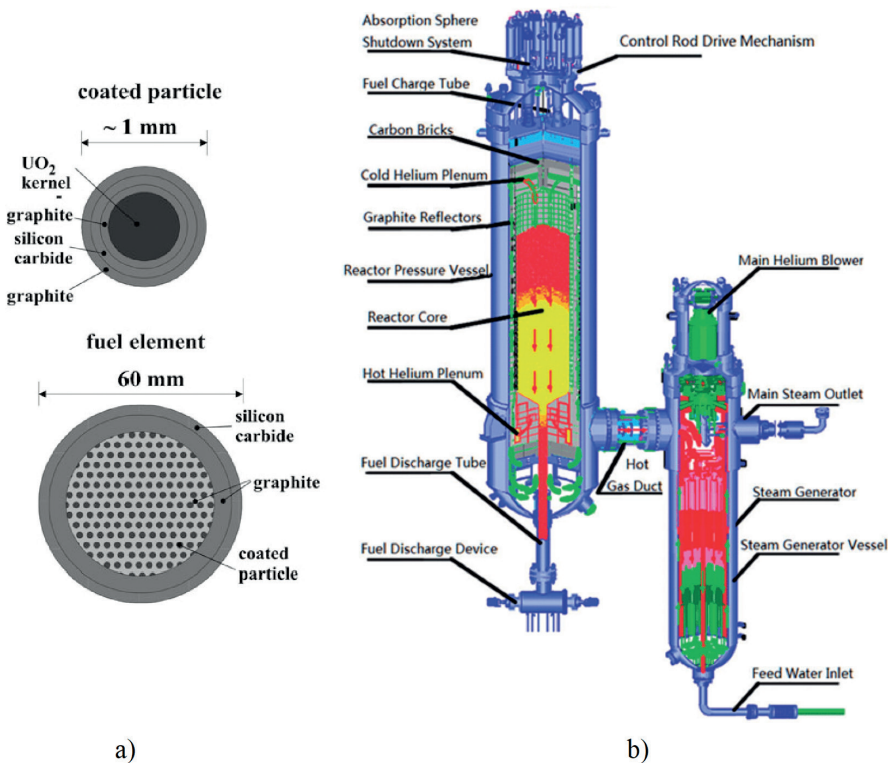 coated particle
~ 1 mm
UO2
kernel
-
graphite
silicon
carbide
graphite
fuel element
60 mm
silicon
carbide
graphite
coated
particle
a)
Absorption Sphere
Shutdown System
Control Rod Drive Mechanism
Fuel Charge Tube
Carbon Bricks
Cold Helium Plenum
Graphite Reflectors
Reactor Pressure Vessel
Main Helium Blower
Reactor Core
Hot Helium Plenum
Main Steam Outlet
Fuel Discharge Tube
Hot
Gas Duct
Steam Generator
Steam Generator Vessel
Fuel Discharge Device
Feed Water Inlet
b)